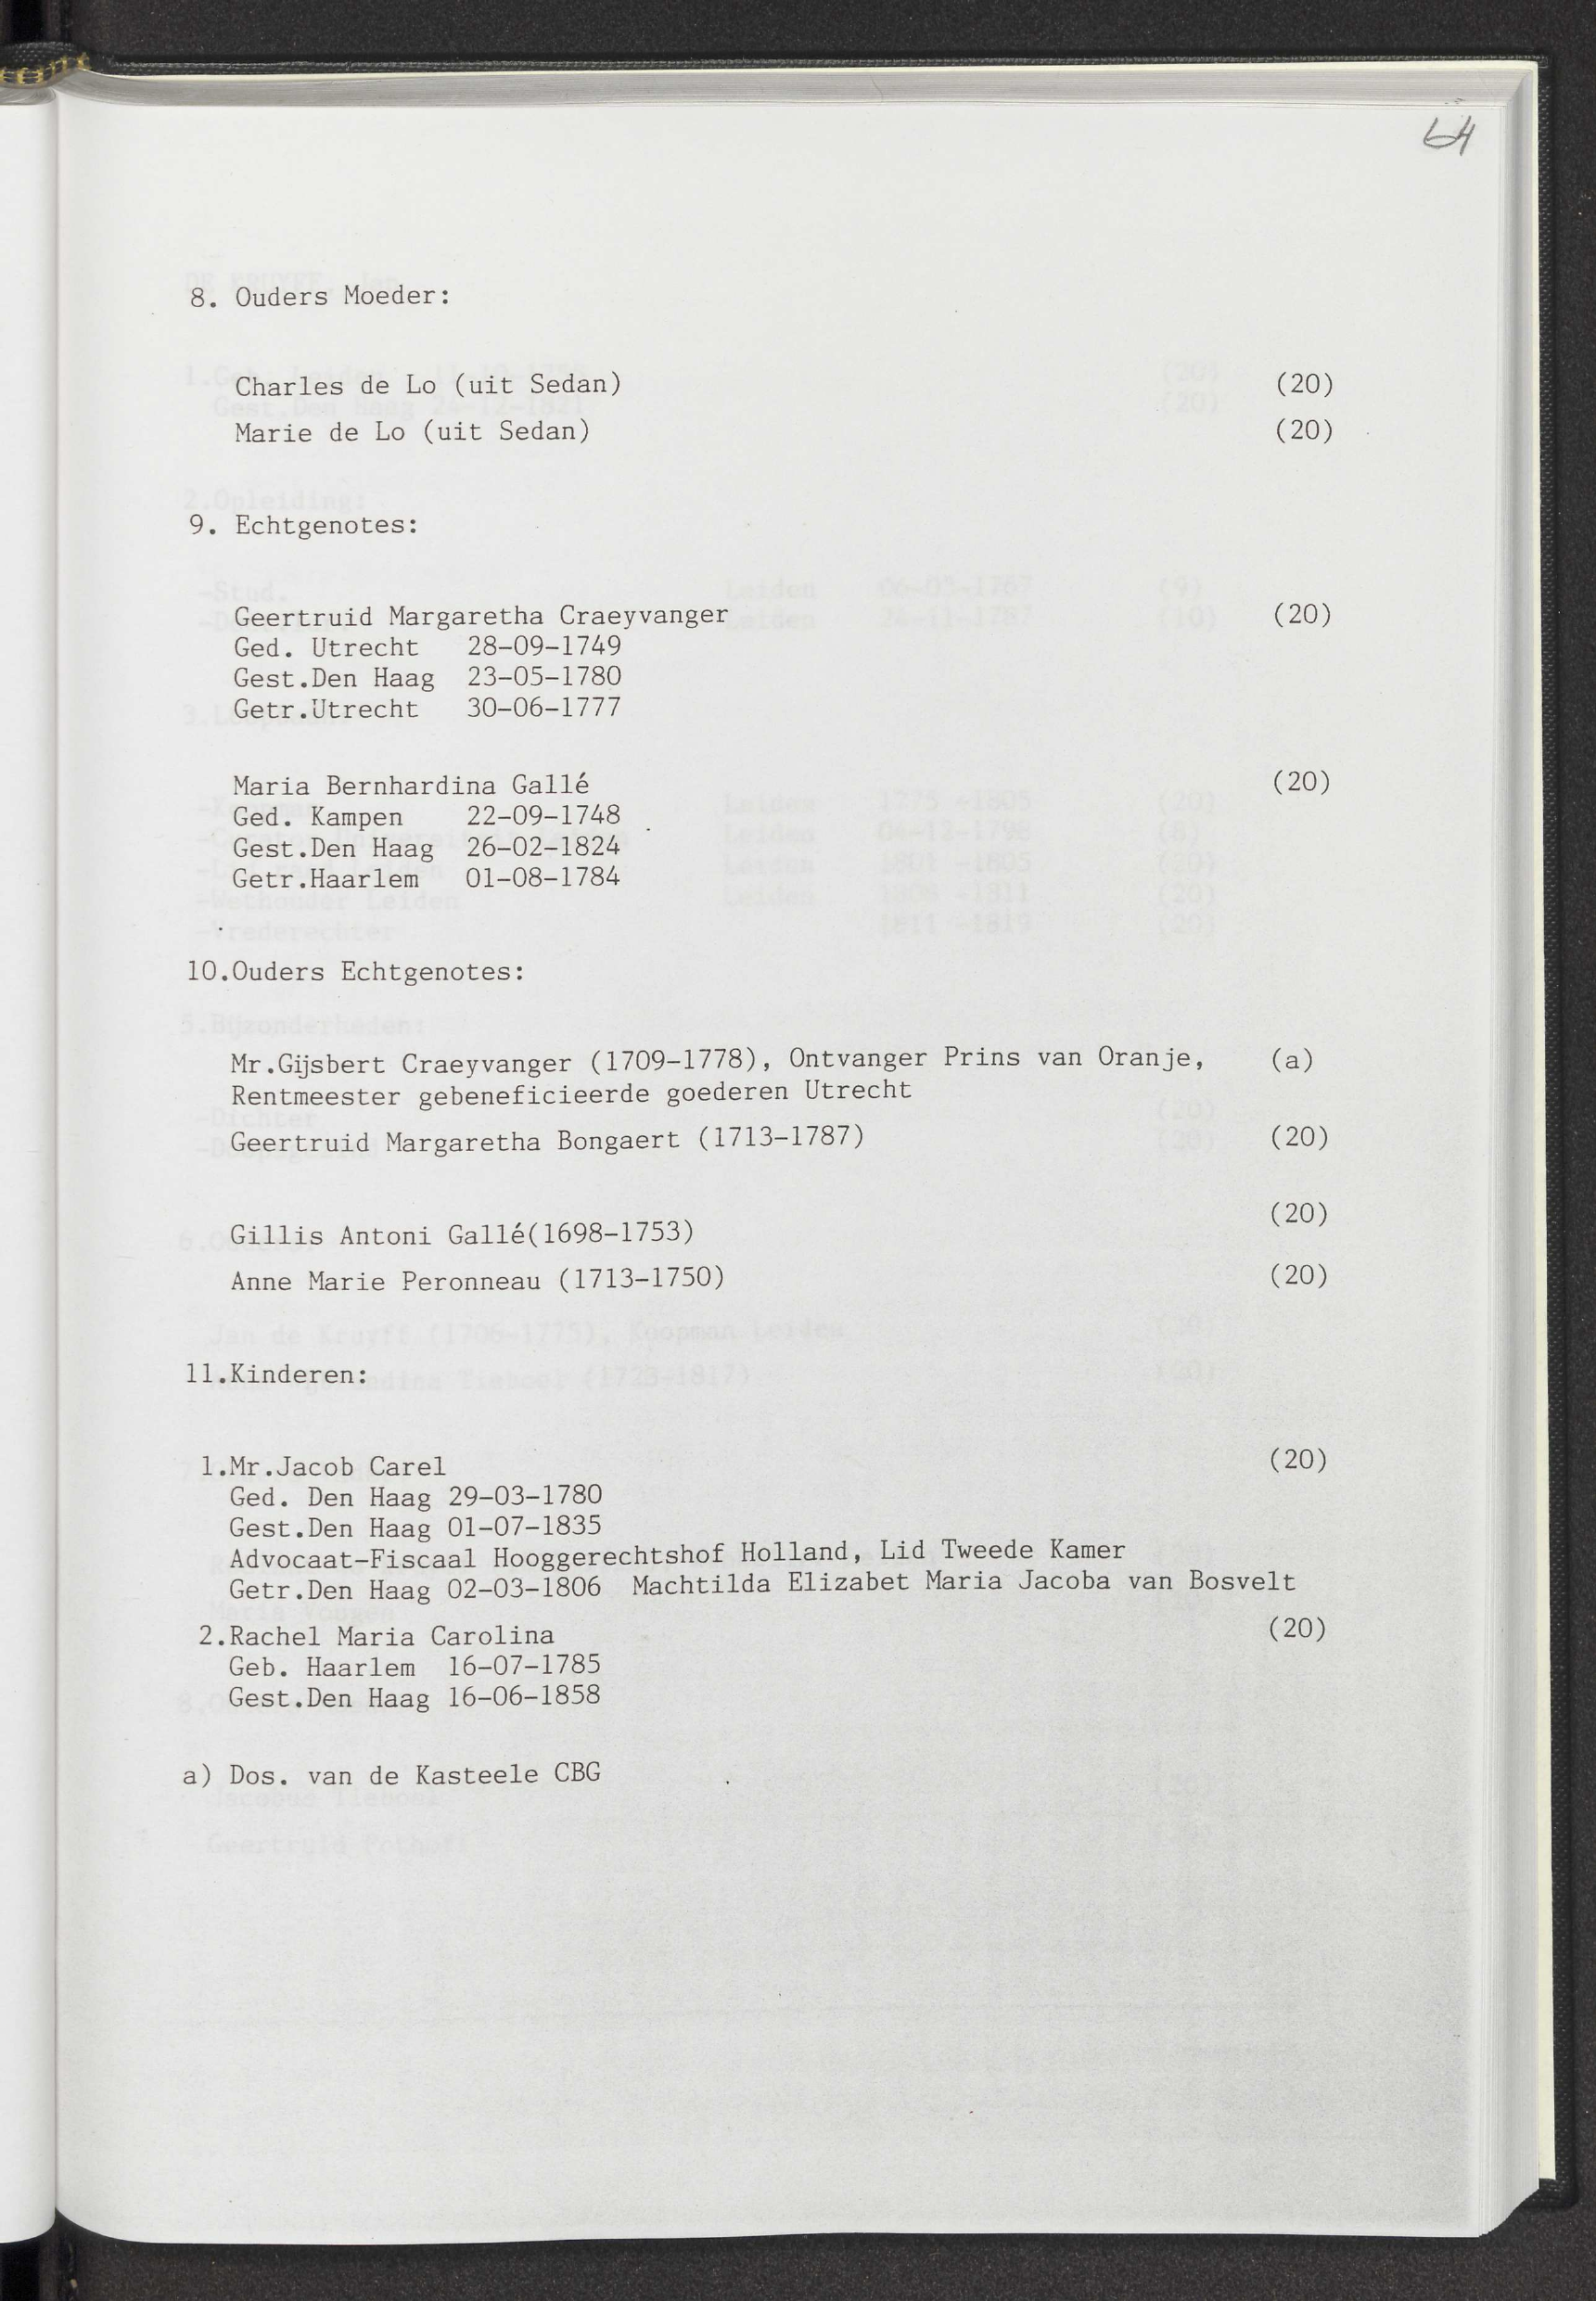 64
8. Ouders Moeder:
Charles de Lo (uit Sedan) (20)
Marie de Lo (uit Sedan) (20)
9. Echtgenotes:
Geertruid Margaretha Craeyvanger (20)
Ged. Utrecht 28-09-1749
Gest.Den Haag 23-05-1780
Getr.Utrecht 30-06-1777
Maria Bernhardina Gallé (20)
Ged. Kampen 22-09-1748
Gest.Den Haag 26-02-1824
Getr.Haarlem 01-08-1784
10.Ouders Echtgenotes:
Mr.Gijsbert Craeyvanger (1709-1778), Ontvanger Prins van Oranje, (a)
Rentmeester gebeneficieerde goederen Utrecht
Geertruid Margaretha Bongaert (1713-1787) (20)
Gillis Antoni Gallé(1698-1753) (20)
Anne Marie Peronneau (1713-1750) (20)
11.Kinderen:
1.Mr.Jacob Carel (20)
Ged. Den Haag 29-03-1780
Gest.Den Haag 01-07-1835
Advocaat-Fiscaal Hooggerechtshof Holland, Lid Tweede Kamer
Getr.Den Haag 02-03-1806 Machtilda Elizabet Maria Jacoba van Bosvelt
2.Rachel Maria Carolina (20)
Geb. Haarlem 16-07-1785
Gest.Den Haag 16-06-1858
a) Dos. van de Kasteele CBG